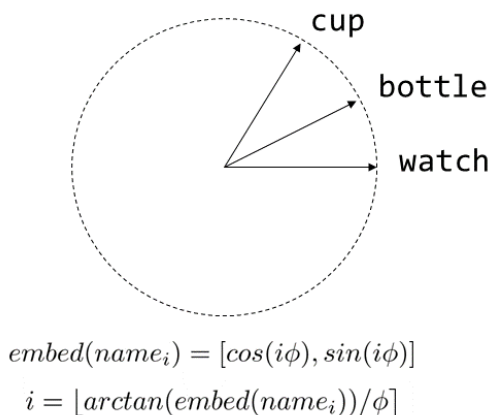 cup
bottle
watch
embed(name_i) = [cos(iϕ), sin(iϕ)]
i = ⌊arctan(embed(name_i))/ϕ⌉